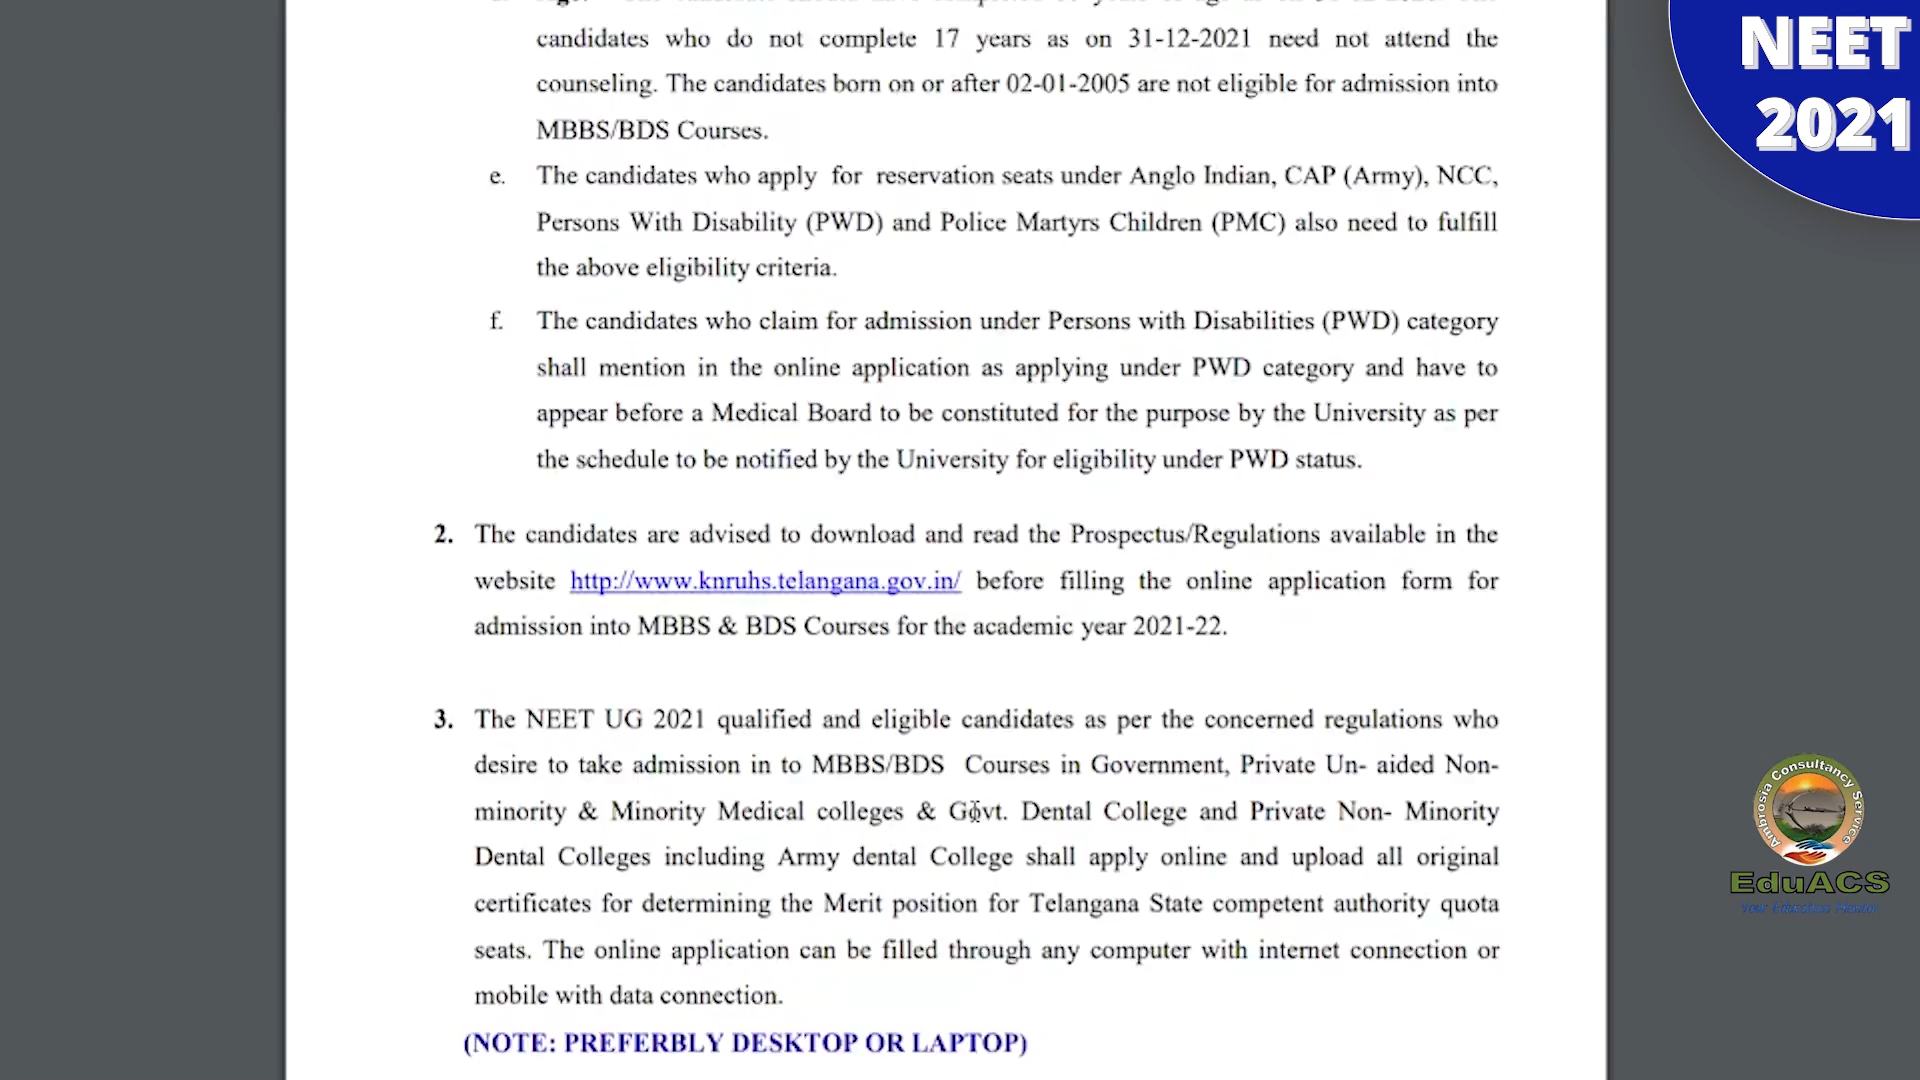 candidates who do not complete 17 years as on 31-12-2021 need not attend the
counseling. The candidates born on or after 02-01-2005 are not eligible for admission into
MBBS/BDS Courses.
e. The candidates who apply for reservation seats under Anglo Indian, CAP (Army), NCC,
Persons With Disability (PWD) and Police Martyrs Children (PMC) also need to fulfill
the above eligibility criteria.
f. The candidates who claim for admission under Persons with Disabilities (PWD) category
shall mention in the online application as applying under PWD category and have to
appear before a Medical Board to be constituted for the purpose by the University as per
the schedule to be notified by the University for eligibility under PWD status.
2. The candidates are advised to download and read the Prospectus/Regulations available in the
website http://www.knruhs.telangana.gov.in/ before filling the online application form for
admission into MBBS & BDS Courses for the academic year 2021-22.
3. The NEET UG 2021 qualified and eligible candidates as per the concerned regulations who
desire to take admission in to MBBS/BDS Courses in Government, Private Un- aided Non-
minority & Minority Medical colleges & Govt. Dental College and Private Non- Minority
Dental Colleges including Army dental College shall apply online and upload all original
certificates for determining the Merit position for Telangana State competent authority quota
seats. The online application can be filled through any computer with internet connection or
mobile with data connection.
(NOTE: PREFERBLY DESKTOP OR LAPTOP)
NEET
2021
Ambrosia Consultancy Service
EduACS
Your Education Mentor